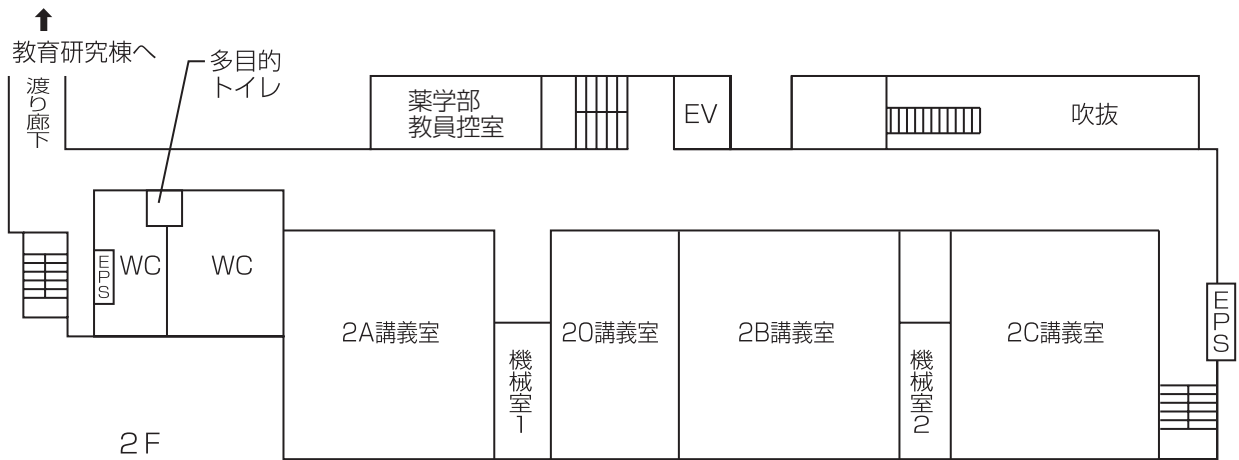 教育研究棟へ
渡り廊下
多目的
トイレ
薬学部
教員控室
EV
吹抜
EPS
WC
WC
2A講義室
機械室1
20講義室
2B講義室
機械室2
2C講義室
EPS
2F